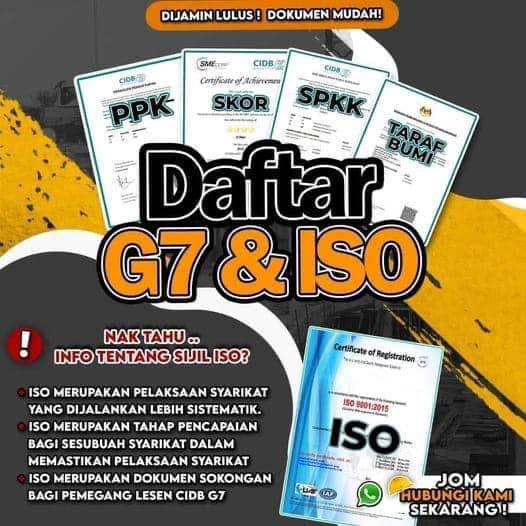 DIJAMIN LULUS ! DOKUMEN MUDAH!
CIDB
PPK
SME CORP
CIDB
Certificate of Achievement
SKOR
CIDB
SPKK
TARAF
BUMI
Daftar
G7 & ISO
!
NAK TAHU ..
INFO TENTANG SIJIL ISO?
ISO MERUPAKAN PELAKSAAN SYARIKAT
YANG DIJALANKAN LEBIH SISTEMATIK.
ISO MERUPAKAN TAHAP PENCAPAIAN
BAGI SESUBUAH SYARIKAT DALAM
MEMASTIKAN PELAKSAAN SYARIKAT
ISO MERUPAKAN DOKUMEN SOKONGAN
BAGI PEMEGANG LESEN CIDB G7
Certificate of Registration
ISO 9001:2015
ISO
IAF
JOM
HUBUNGI KAMI
SEKARANG !